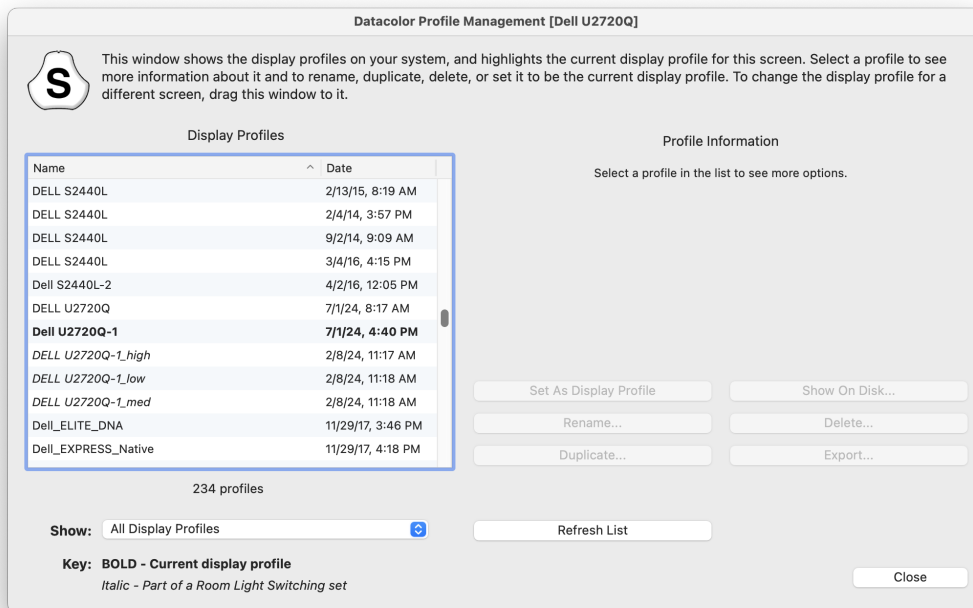 Datacolor Profile Management [Dell U2720Q]
S
This window shows the display profiles on your system, and highlights the current display profile for this screen. Select a profile to see
more information about it and to rename, duplicate, delete, or set it to be the current display profile. To change the display profile for a
different screen, drag this window to it.
Display Profiles
Name Date
DELL S2440L 2/13/15, 8:19 AM
DELL S2440L 2/4/14, 3:57 PM
DELL S2440L 9/2/14, 9:09 AM
DELL S2440L 3/4/16, 4:15 PM
Dell S2440L-2 4/2/16, 12:05 PM
DELL U2720Q 7/1/24, 8:17 AM
Dell U2720Q-1 7/1/24, 4:40 PM
DELL U2720Q-1_high 2/8/24, 11:17 AM
DELL U2720Q-1_low 2/8/24, 11:18 AM
DELL U2720Q-1_med 2/8/24, 11:18 AM
Dell_ELITE_DNA 11/29/17, 3:46 PM
Dell_EXPRESS_Native 11/29/17, 4:18 PM
234 profiles
Show: All Display Profiles
Key: BOLD - Current display profile
Italic - Part of a Room Light Switching set
Profile Information
Select a profile in the list to see more options.
Set As Display Profile Show On Disk...
Rename... Delete...
Duplicate... Export...
Refresh List
Close